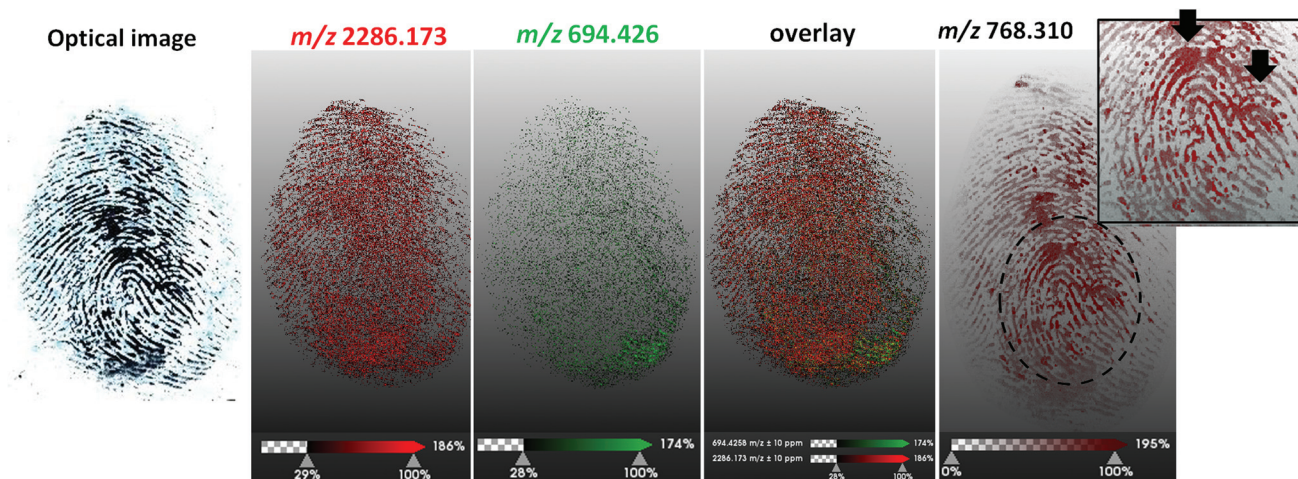 Optical image
m/z 2286.173
m/z 694.426
overlay
m/z 768.310
186%
29%
100%
174%
28%
100%
694.4258 m/z ± 10 ppm
174%
2286.173 m/z ± 10 ppm
186%
28%
100%
195%
0%
100%